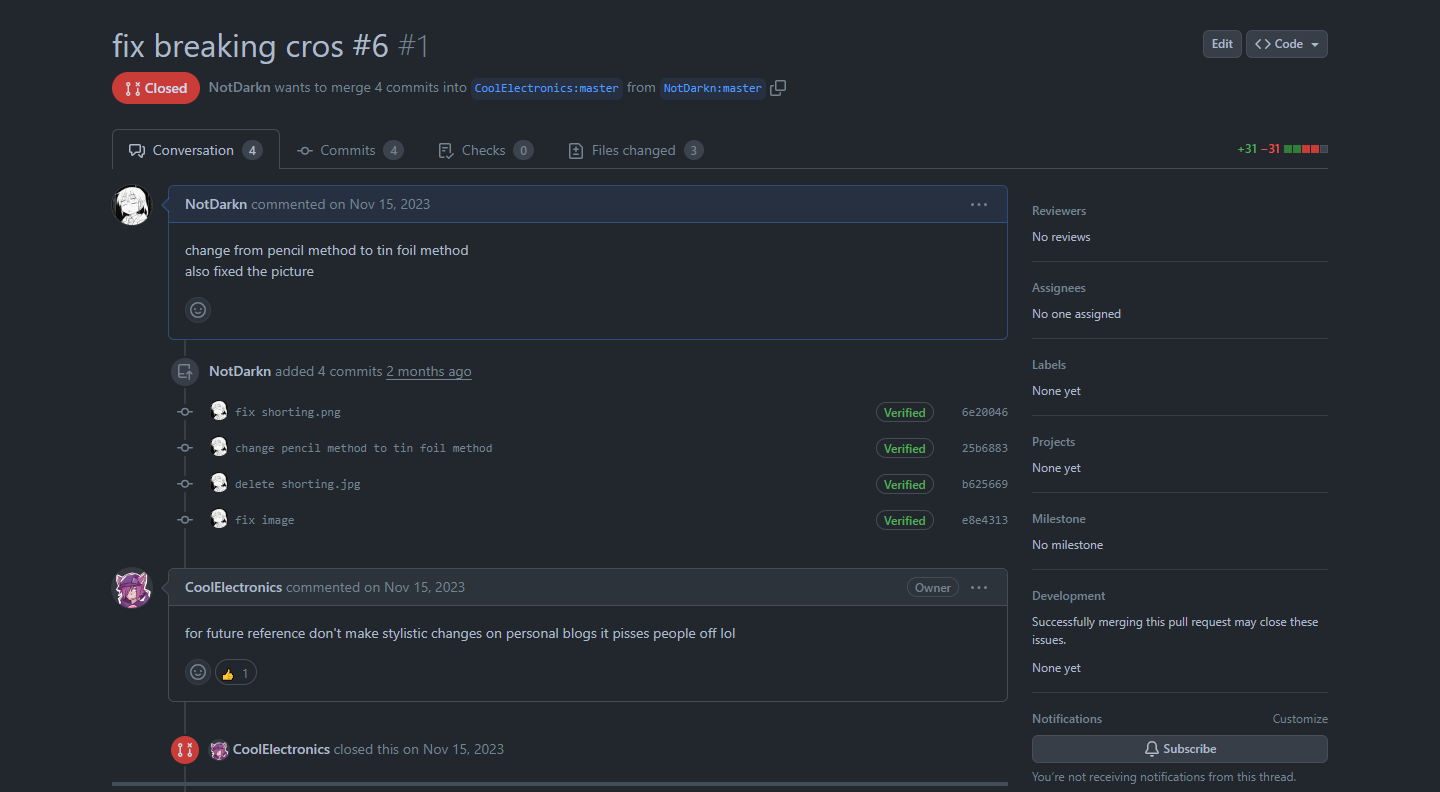 fix breaking cros #6 #1
Edit
Code
Closed
NotDarkn wants to merge 4 commits into CoolElectronics:master from NotDarkn:master
Conversation 4
Commits 4
Checks 0
Files changed 3
+31 −31
NotDarkn commented on Nov 15, 2023
change from pencil method to tin foil method
also fixed the picture
NotDarkn added 4 commits 2 months ago
fix shorting.png Verified 6e20046
change pencil method to tin foil method Verified 25b6883
delete shorting.jpg Verified b625669
fix image Verified e8e4313
CoolElectronics commented on Nov 15, 2023 Owner
for future reference don't make stylistic changes on personal blogs it pisses people off lol
1
CoolElectronics closed this on Nov 15, 2023
Reviewers
No reviews
Assignees
No one assigned
Labels
None yet
Projects
None yet
Milestone
No milestone
Development
Successfully merging this pull request may close these
issues.
None yet
Notifications Customize
Subscribe
You're not receiving notifications from this thread.